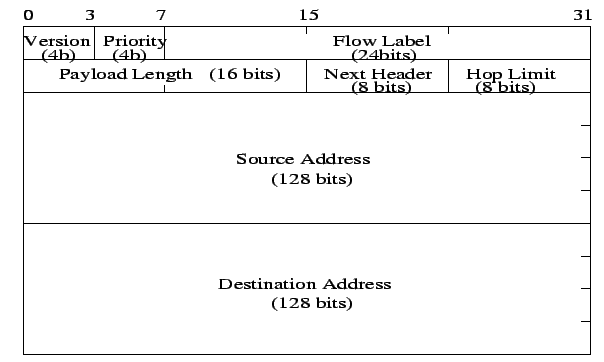 0 3 7 15 31
Version Priority Flow Label
(4b) (4b) (24bits)
Payload Length (16 bits) Next Header Hop Limit
(8 bits) (8 bits)
Source Address
(128 bits)
Destination Address
(128 bits)